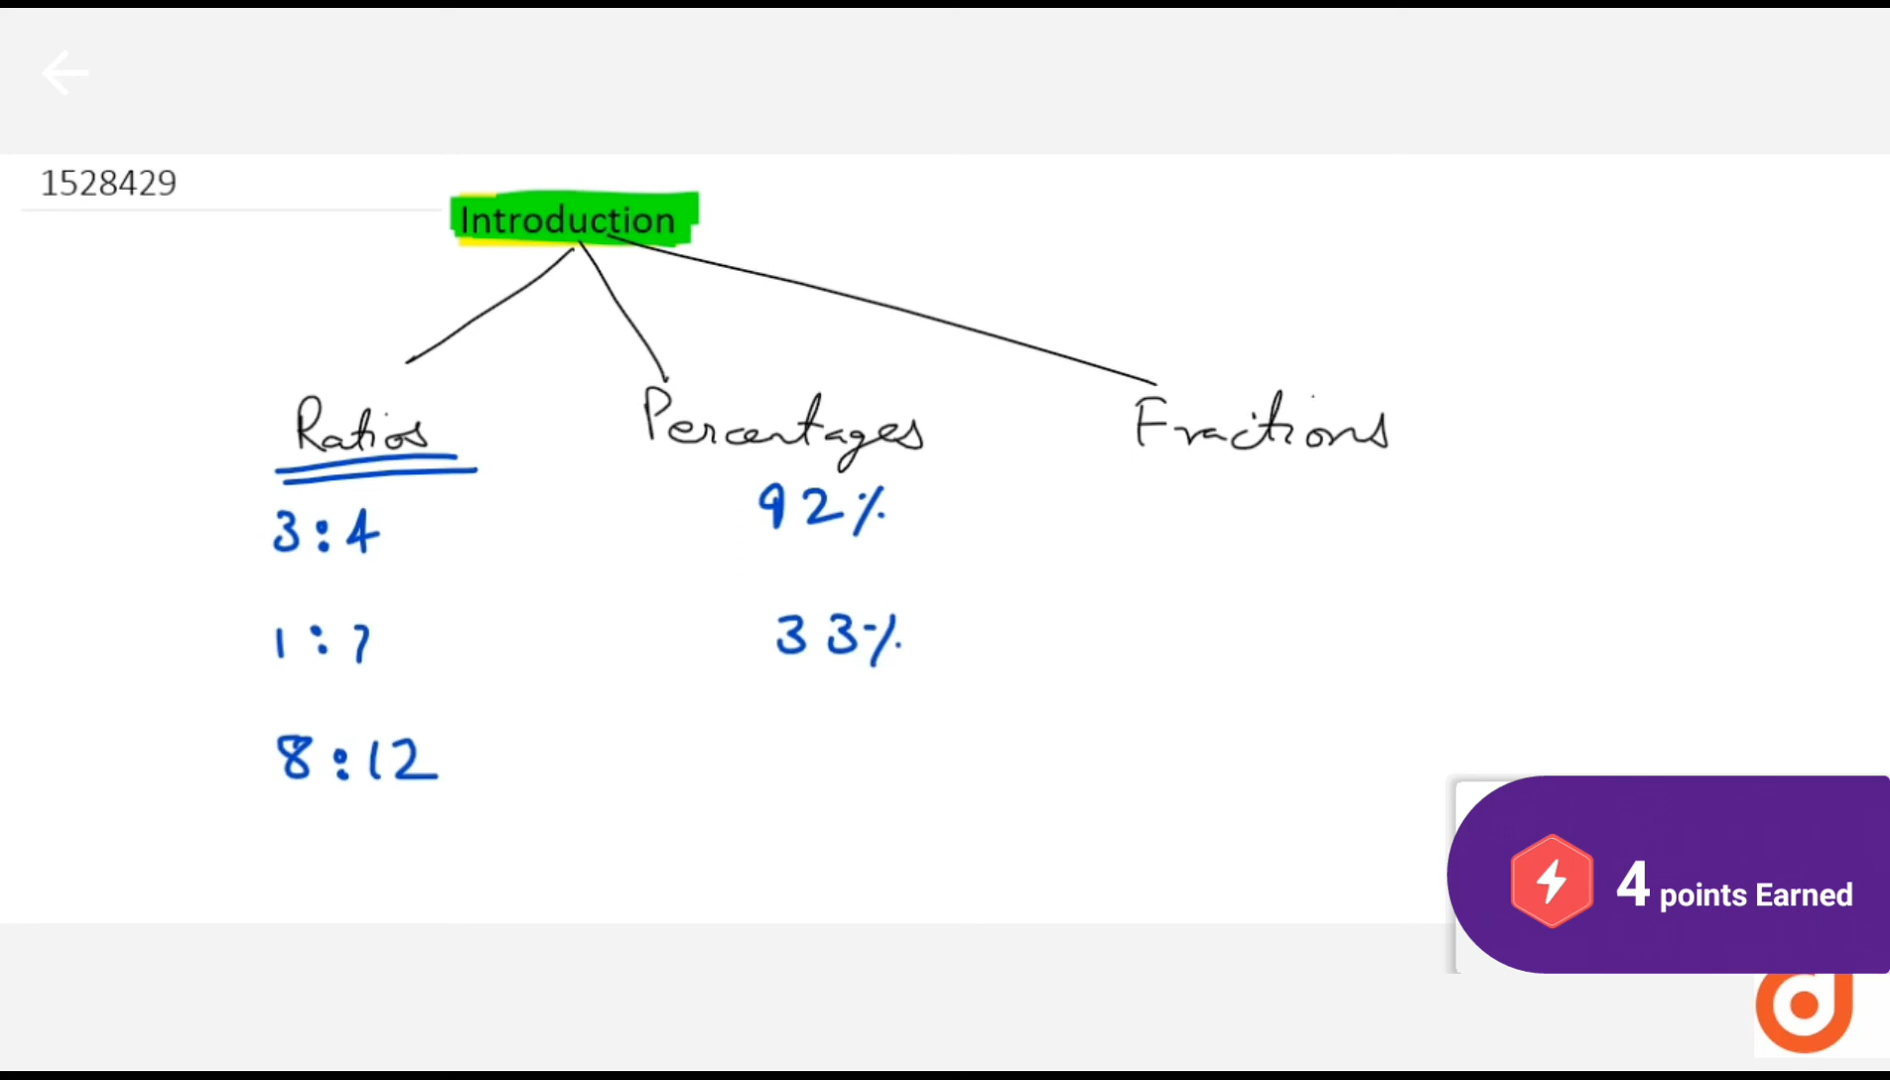 1528429
Introduction
Ratios Percentages Fractions
3:4 92%
1:7 33%
8:12
4 points Earned